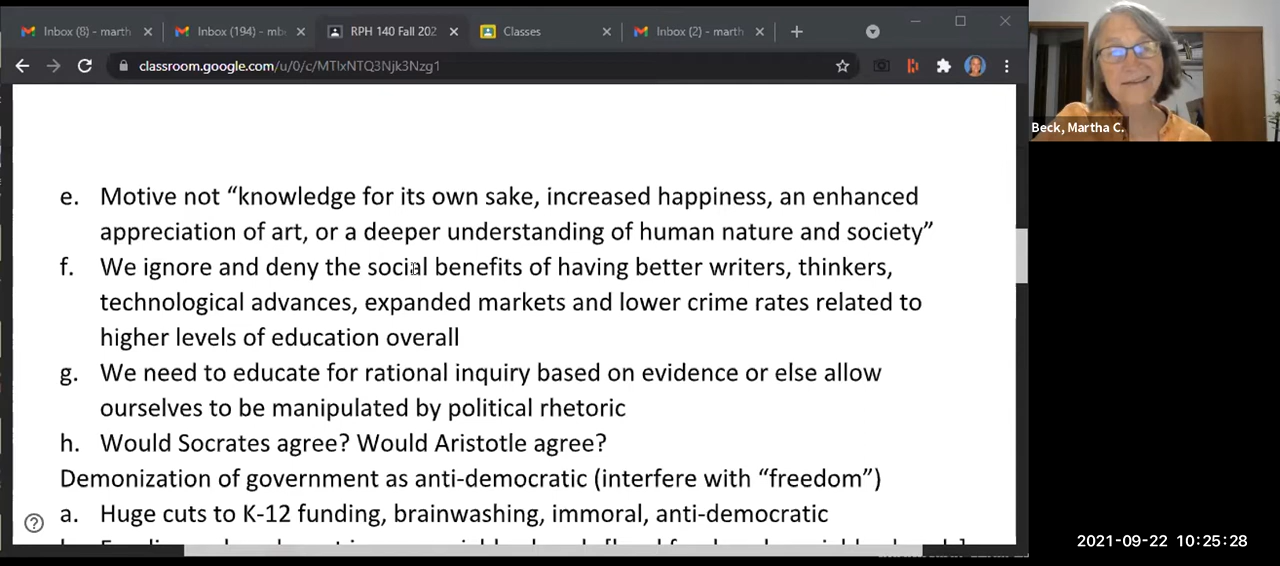 Inbox (8) - marth
Inbox (194) - mb
RPH 140 Fall 202
Classes
Inbox (2) - marth
classroom.google.com/u/0/c/MTIxNTQ3Njk3Nzg1
Beck, Martha C.
e. Motive not “knowledge for its own sake, increased happiness, an enhanced
appreciation of art, or a deeper understanding of human nature and society”
f. We ignore and deny the social benefits of having better writers, thinkers,
technological advances, expanded markets and lower crime rates related to
higher levels of education overall
g. We need to educate for rational inquiry based on evidence or else allow
ourselves to be manipulated by political rhetoric
h. Would Socrates agree? Would Aristotle agree?
Demonization of government as anti-democratic (interfere with “freedom”)
a. Huge cuts to K-12 funding, brainwashing, immoral, anti-democratic
2021-09-22 10:25:28